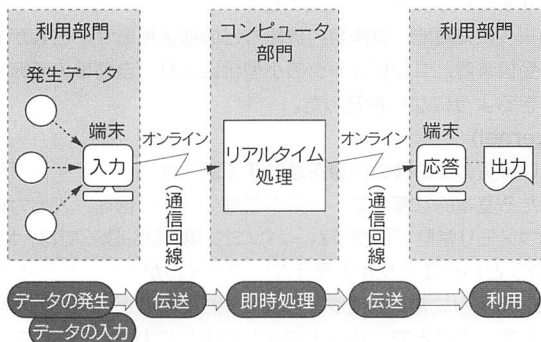 利用部門
コンピュータ
部門
利用部門
発生データ
端末
入力
オンライン
(通信回線)
リアルタイム
処理
オンライン
(通信回線)
端末
応答
出力
データの発生
データの入力
伝送
即時処理
伝送
利用